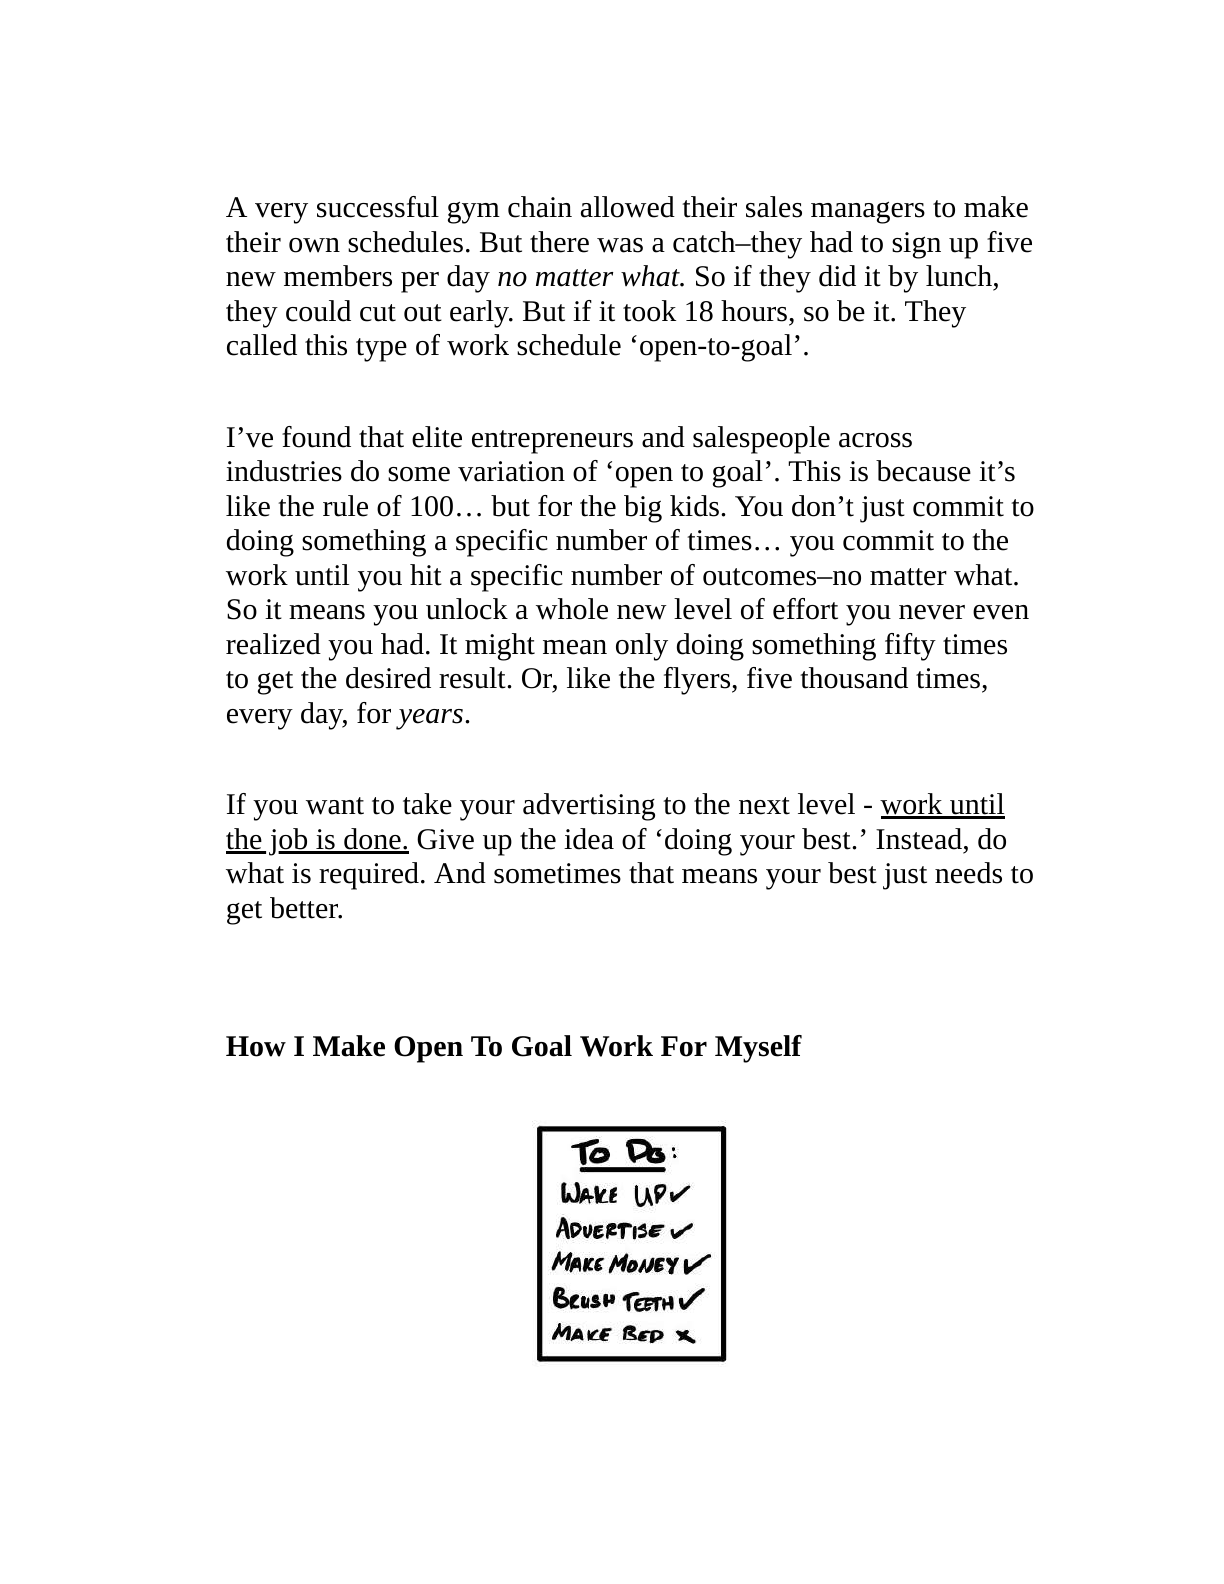 A very successful gym chain allowed their sales managers to make
their own schedules. But there was a catch–they had to sign up five
new members per day no matter what. So if they did it by lunch,
they could cut out early. But if it took 18 hours, so be it. They
called this type of work schedule ‘open-to-goal’.
I’ve found that elite entrepreneurs and salespeople across
industries do some variation of ‘open to goal’. This is because it’s
like the rule of 100… but for the big kids. You don’t just commit to
doing something a specific number of times… you commit to the
work until you hit a specific number of outcomes–no matter what.
So it means you unlock a whole new level of effort you never even
realized you had. It might mean only doing something fifty times
to get the desired result. Or, like the flyers, five thousand times,
every day, for years.
If you want to take your advertising to the next level - work until
the job is done. Give up the idea of ‘doing your best.’ Instead, do
what is required. And sometimes that means your best just needs to
get better.
How I Make Open To Goal Work For Myself
To Do:
WAKE UP✓
ADVERTISE ✓
MAKE MONEY✓
BRUSH TEETH✓
MAKE BED x